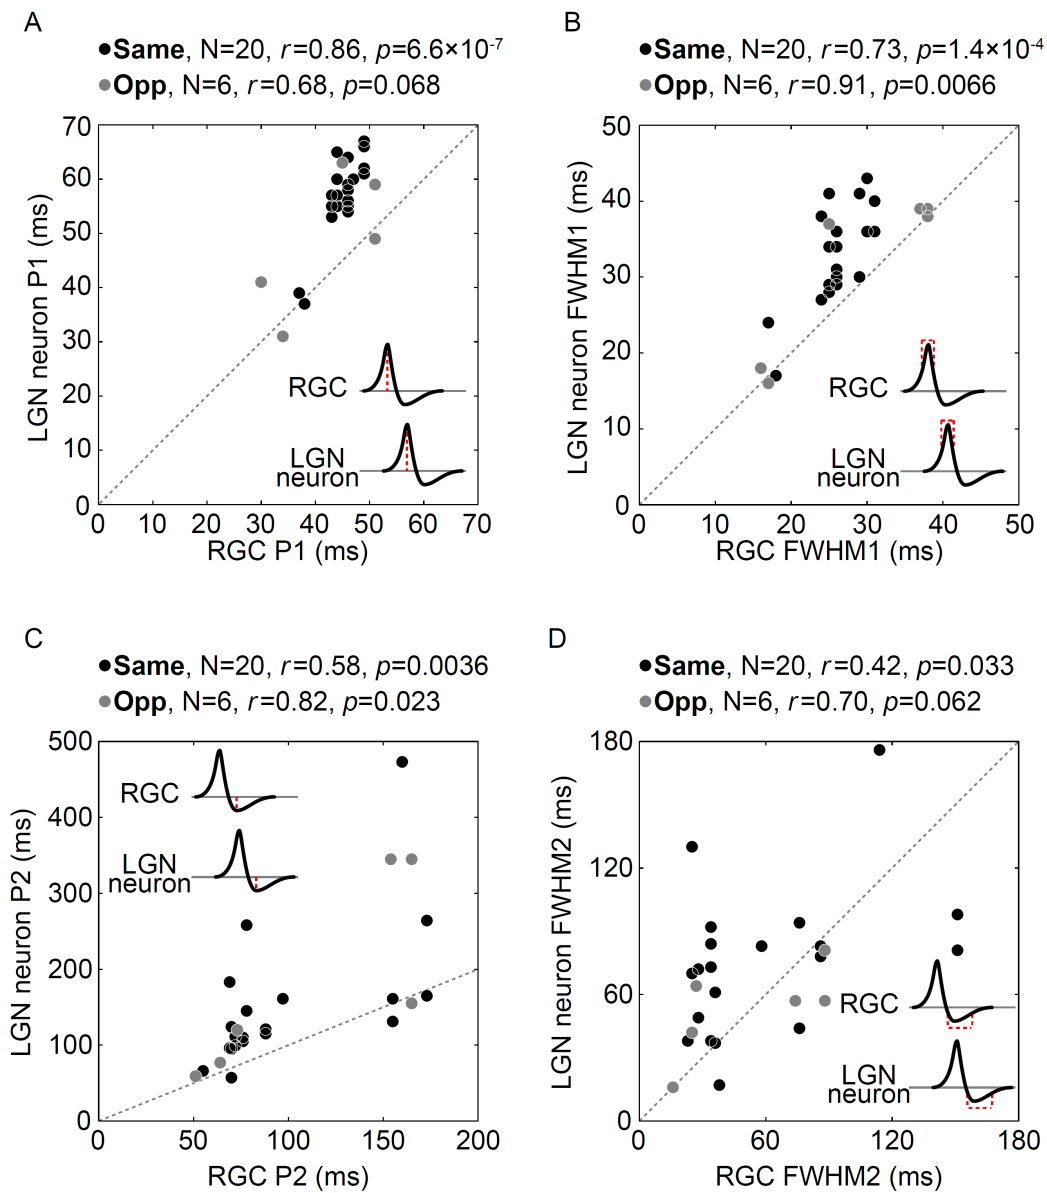 A
●Same, N=20, r=0.86, p=6.6×10⁻⁷
●Opp, N=6, r=0.68, p=0.068
70
60
50
40
30
20
10
0
LGN neuron P1 (ms)
RGC
LGN
neuron
0 10 20 30 40 50 60 70
RGC P1 (ms)
B
●Same, N=20, r=0.73, p=1.4×10⁻⁴
●Opp, N=6, r=0.91, p=0.0066
50
40
30
20
10
0
LGN neuron FWHM1 (ms)
RGC
LGN
neuron
0 10 20 30 40 50
RGC FWHM1 (ms)
C
●Same, N=20, r=0.58, p=0.0036
●Opp, N=6, r=0.82, p=0.023
500
400
300
200
100
0
LGN neuron P2 (ms)
RGC
LGN
neuron
0 50 100 150 200
RGC P2 (ms)
D
●Same, N=20, r=0.42, p=0.033
●Opp, N=6, r=0.70, p=0.062
180
120
60
0
LGN neuron FWHM2 (ms)
RGC
LGN
neuron
0 60 120 180
RGC FWHM2 (ms)